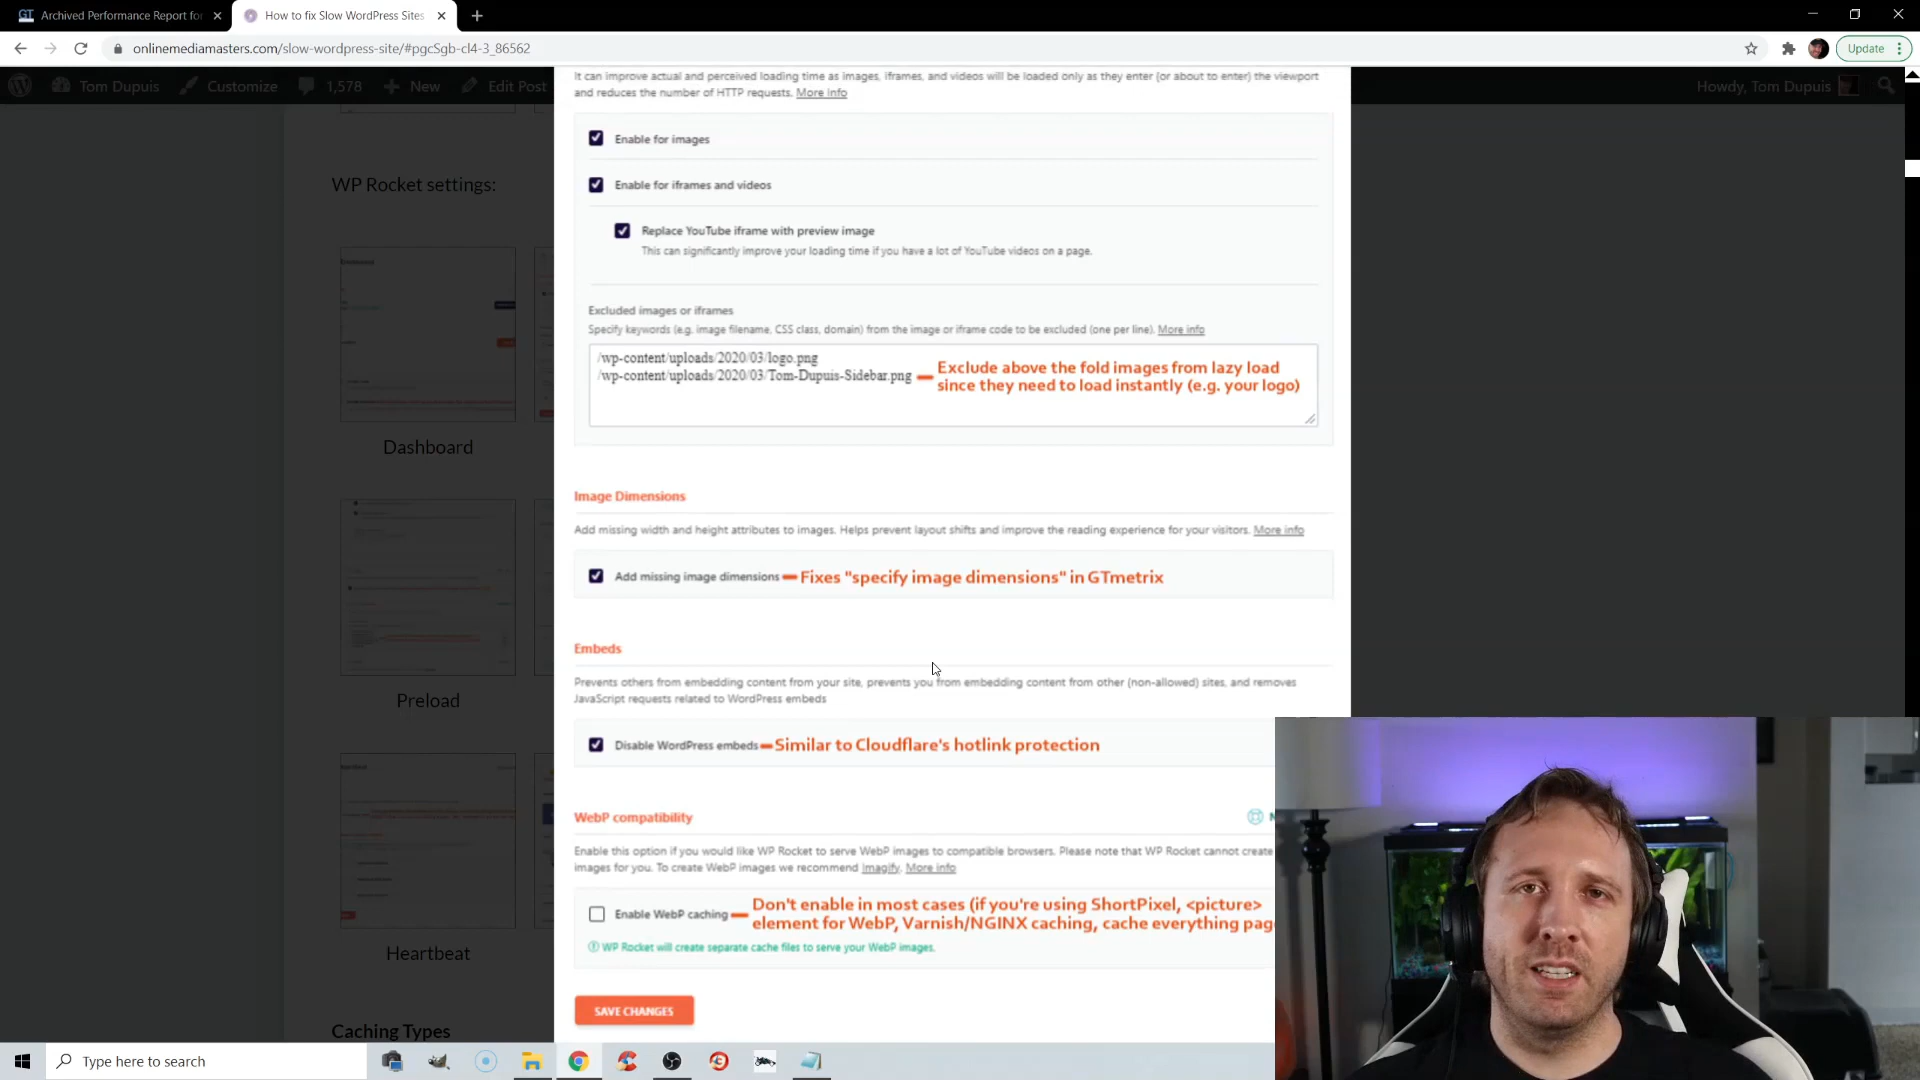 GT Archived Performance Report for
How to fix Slow WordPress Sites
onlinemediamasters.com/slow-wordpress-site/#pgcSgb-cl4-3_86562
Update
Tom Dupuis
Customize
1,578
New
Edit Post
Howdy, Tom Dupuis
It can improve actual and perceived loading time as images, iframes, and videos will be loaded only as they enter (or about to enter) the viewport
and reduces the number of HTTP requests. More info
Enable for images
WP Rocket settings:
Enable for iframes and videos
Replace YouTube iframe with preview image
This can significantly improve your loading time if you have a lot of YouTube videos on a page.
Excluded images or iframes
Specify keywords (e.g. image filename, CSS class, domain) from the image or iframe code to be excluded (one per line). More info
/wp-content/uploads/2020/03/logo.png
/wp-content/uploads/2020/03/Tom-Dupuis-Sidebar.png
Exclude above the fold images from lazy load
since they need to load instantly (e.g. your logo)
Dashboard
Image Dimensions
Add missing width and height attributes to images. Helps prevent layout shifts and improve the reading experience for your visitors. More info
Add missing image dimensions
Fixes "specify image dimensions" in GTmetrix
Embeds
Prevents others from embedding content from your site, prevents you from embedding content from other (non-allowed) sites, and removes
JavaScript requests related to WordPress embeds
Preload
Disable WordPress embeds
Similar to Cloudflare's hotlink protection
WebP compatibility
Enable this option if you would like WP Rocket to serve WebP images to compatible browsers. Please note that WP Rocket cannot create
images for you. To create WebP images we recommend Imagify. More info
Enable WebP caching
Don't enable in most cases (if you're using ShortPixel, <picture>
element for WebP, Varnish/NGINX caching, cache everything pag
WP Rocket will create separate cache files to serve your WebP images.
Heartbeat
SAVE CHANGES
Caching Types
Type here to search